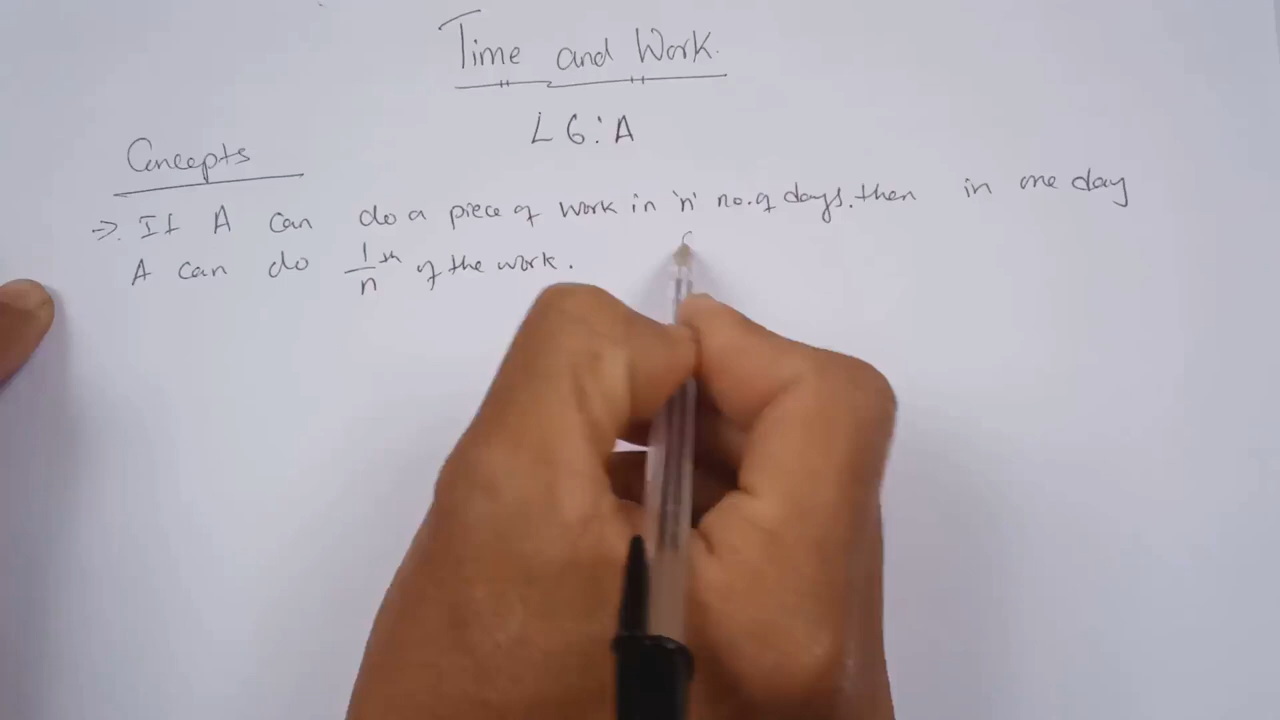 Time and Work.
L 6 : A
Concepts
→. If A can do a piece of work in 'n' no. of days. then in one day
A can do 1/n th of the work.